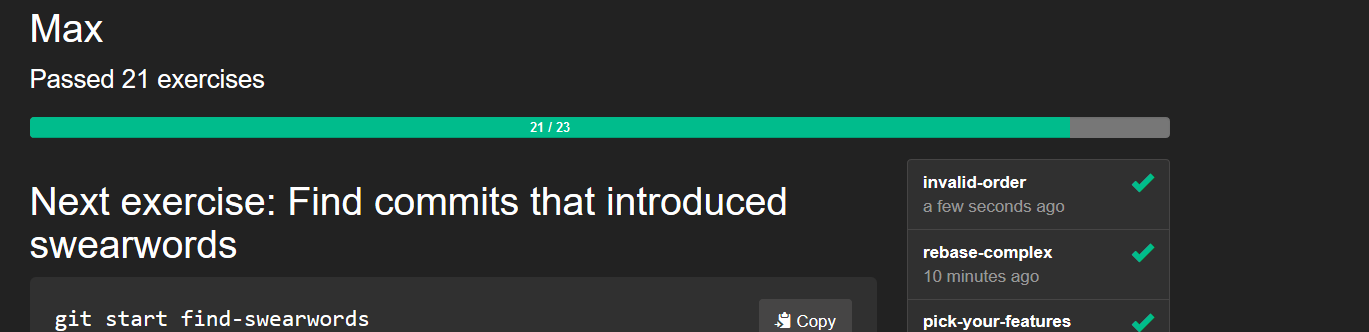 Max
Passed 21 exercises
21 / 23
Next exercise: Find commits that introduced
swearwords
git start find-swearwords
Copy
invalid-order
a few seconds ago
rebase-complex
10 minutes ago
pick-your-features